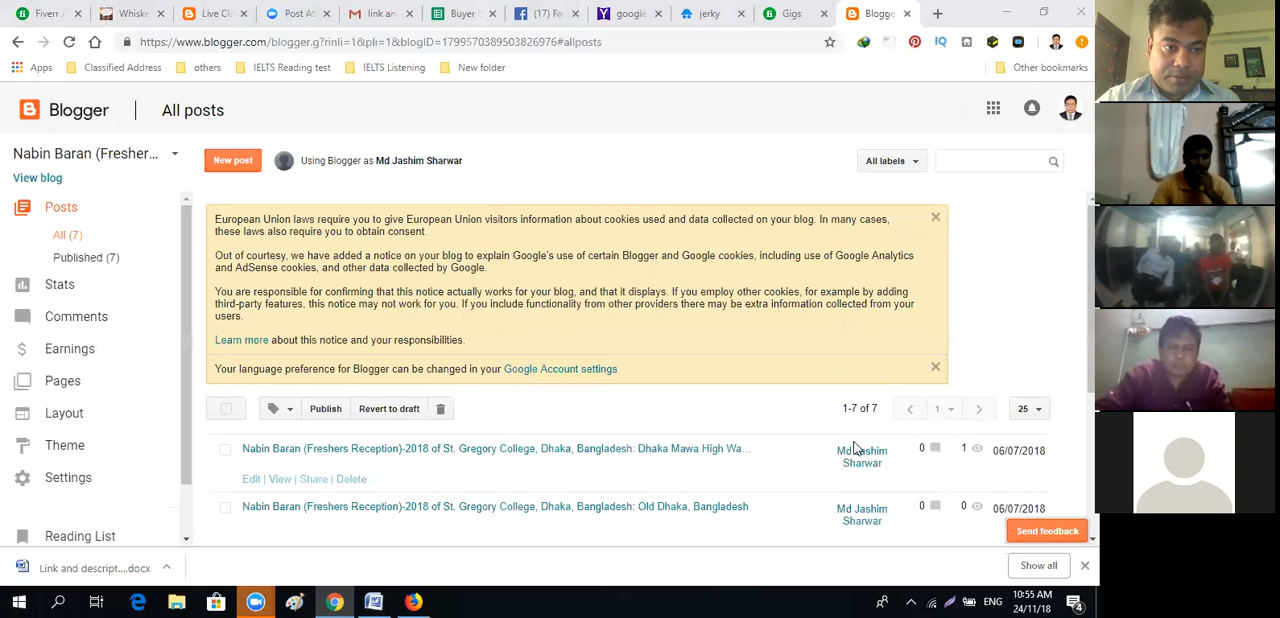 Fiverr
Whiske
Live Cl
Post At
link an
Buyer
(17) Fa
google
jerky
Gigs
Blogge
https://www.blogger.com/blogger.g?rinli=1&pli=1&blogID=1799570389503826976#allposts
Apps
Classified Address
others
IELTS Reading test
IELTS Listening
New folder
Other bookmarks
Blogger
All posts
Nabin Baran (Fresher...
View blog
New post
Using Blogger as Md Jashim Sharwar
All labels
Posts
All (7)
Published (7)
Stats
Comments
Earnings
Pages
Layout
Theme
Settings
Reading List
European Union laws require you to give European Union visitors information about cookies used and data collected on your blog. In many cases,
these laws also require you to obtain consent.
Out of courtesy, we have added a notice on your blog to explain Google's use of certain Blogger and Google cookies, including use of Google Analytics
and AdSense cookies, and other data collected by Google.
You are responsible for confirming that this notice actually works for your blog, and that it displays. If you employ other cookies, for example by adding
third-party features, this notice may not work for you. If you include functionality from other providers there may be extra information collected from your
users.
Learn more about this notice and your responsibilities.
Your language preference for Blogger can be changed in your Google Account settings
Publish
Revert to draft
1-7 of 7
1
25
Nabin Baran (Freshers Reception)-2018 of St. Gregory College, Dhaka, Bangladesh: Dhaka Mawa High Wa...
Md Jashim
Sharwar
0
1
06/07/2018
Edit | View | Share | Delete
Nabin Baran (Freshers Reception)-2018 of St. Gregory College, Dhaka, Bangladesh: Old Dhaka, Bangladesh
Md Jashim
Sharwar
0
0
06/07/2018
Send feedback
Link and descript....docx
Show all
ENG
10:55 AM
24/11/18
4